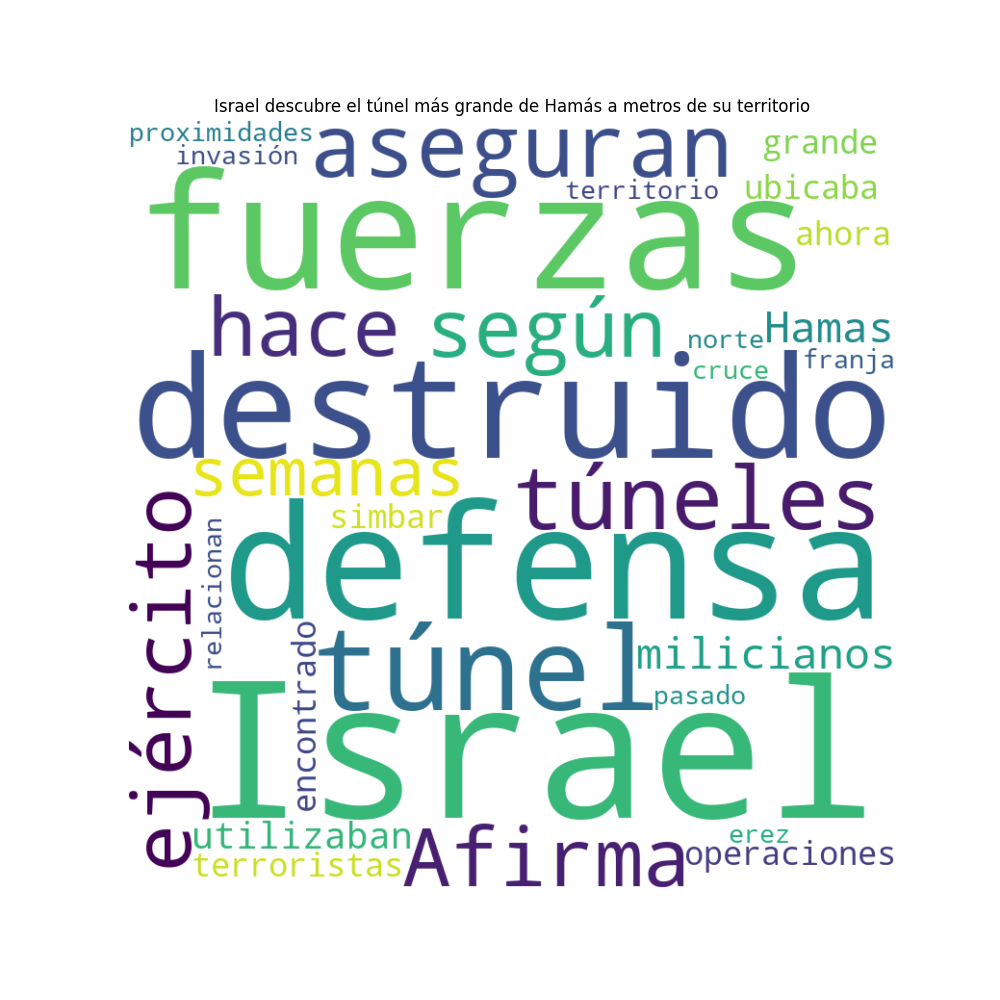 Israel descubre el túnel más grande de Hamás a metros de su territorio
proximidades
aseguran
grande
invasión
territorio
ubicaba
fuerzas
ahora
hace
según
norte
Hamas
cruce
franja
destruido
semanas
túneles
simbar
ejército
relacionan
defensa
encontrado
túnel
milicianos
pasado
Israel
utilizaban
erez
terroristas
Afirma
operaciones